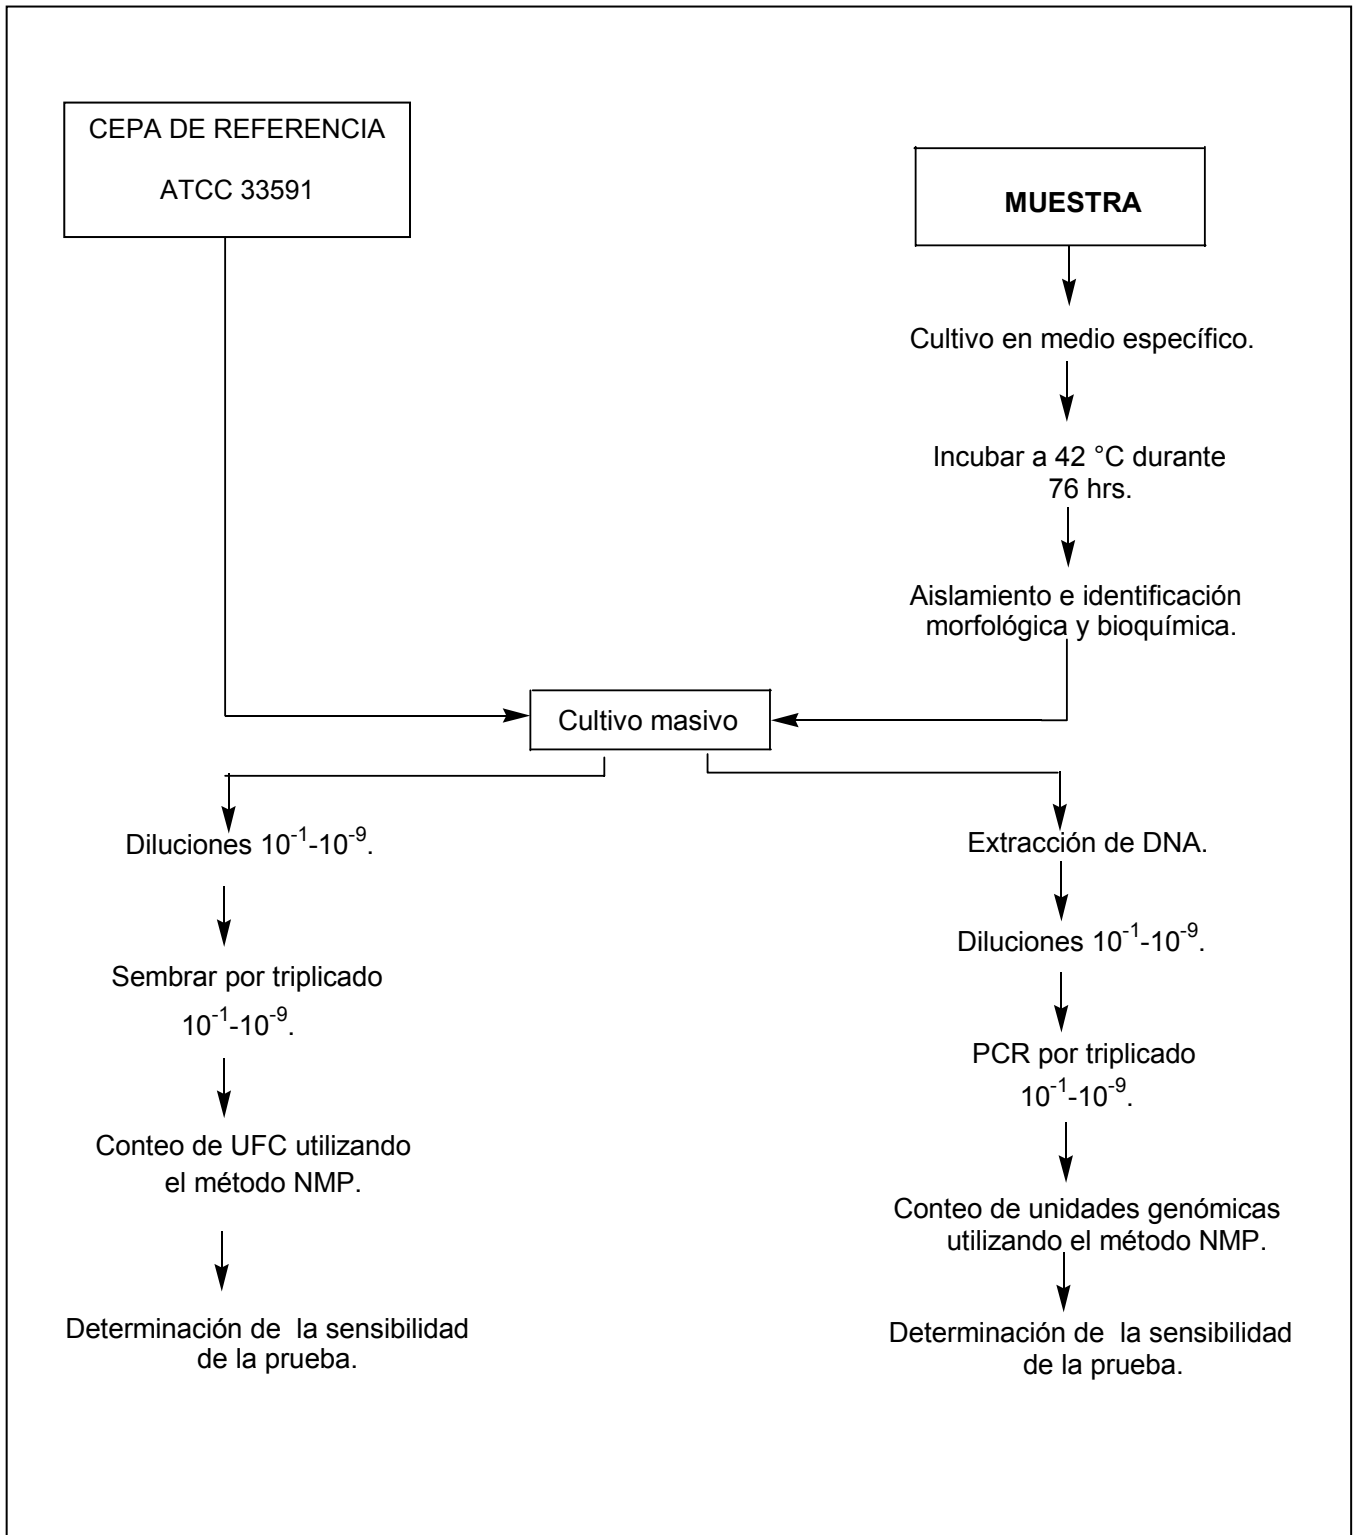 CEPA DE REFERENCIA
ATCC 33591
MUESTRA
Cultivo en medio específico.
Incubar a 42 °C durante
76 hrs.
Aislamiento e identificación
morfológica y bioquímica.
Cultivo masivo
Diluciones 10⁻¹-10⁻⁹.
Sembrar por triplicado
10⁻¹-10⁻⁹.
Conteo de UFC utilizando
el método NMP.
Determinación de la sensibilidad
de la prueba.
Extracción de DNA.
Diluciones 10⁻¹-10⁻⁹.
PCR por triplicado
10⁻¹-10⁻⁹.
Conteo de unidades genómicas
utilizando el método NMP.
Determinación de la sensibilidad
de la prueba.